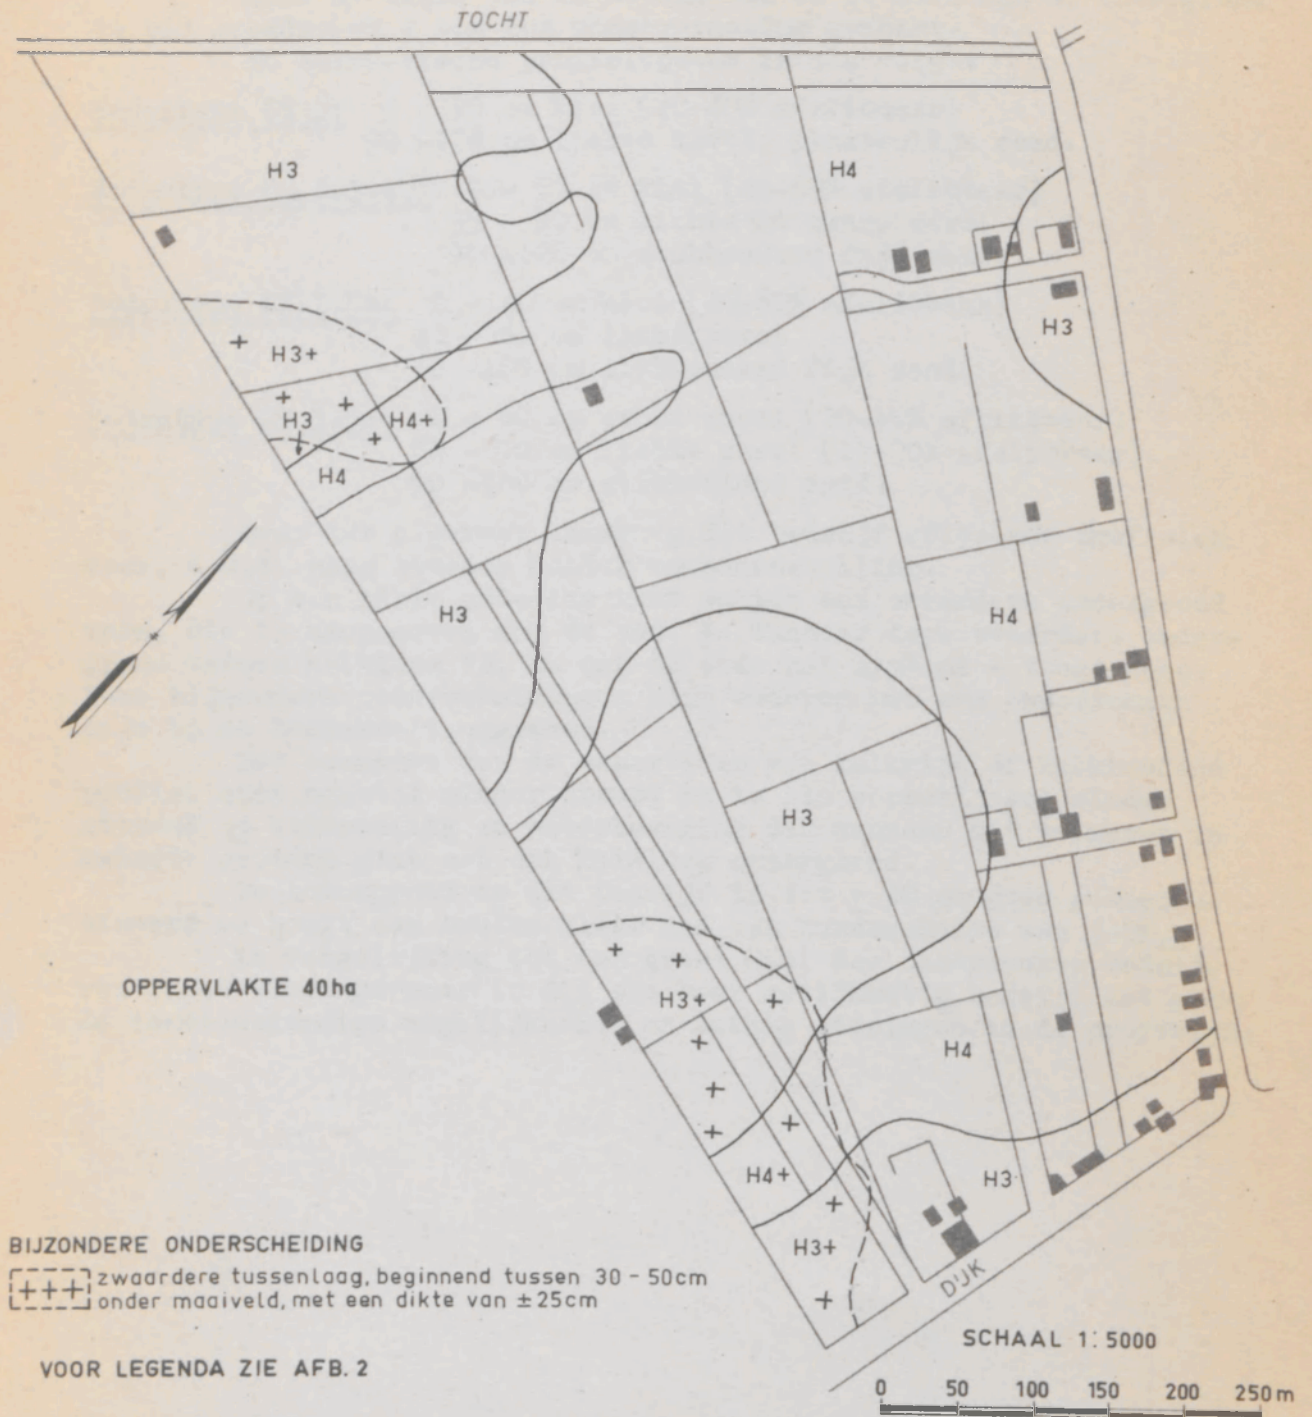 TOCHT
H3
H4
H3
H3+
H3
H4+
H4
H3
H4
H3
OPPERVLAKTE 40ha
H3+
H4
H4+
H3
H3+
BIJZONDERE ONDERSCHEIDING
+++ zwaardere tussenlaag, beginnend tussen 30 - 50cm
onder maaiveld, met een dikte van ±25cm
DIJK
SCHAAL 1:5000
VOOR LEGENDA ZIE AFB. 2
0 50 100 150 200 250 m